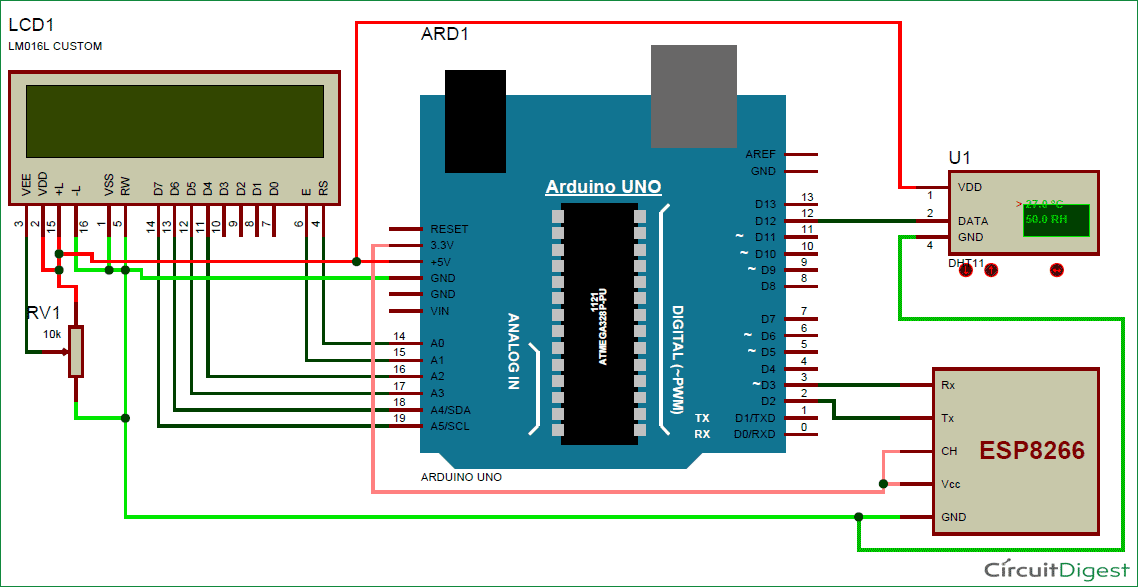 LCD1
LM016L CUSTOM
VEE
VDD
+L
-L
VSS
RW
D7
D6
D5
D4
D3
D2
D1
D0
E
RS
3
2
15
16
1
5
14
13
12
11
10
9
8
7
6
4
RV1
10k
ARD1
Arduino UNO
1121
ATMEGA328P-PU
ANALOG IN
DIGITAL (~PWM)
TX
RX
RESET
3.3V
+5V
GND
GND
VIN
14 A0
15 A1
16 A2
17 A3
18 A4/SDA
19 A5/SCL
AREF
GND
D13 13
D12 12
~ D11 11
~ D10 10
~ D9 9
D8 8
D7 7
~ D6 6
~ D5 5
D4 4
~ D3 3
D2 2
D1/TXD 1
D0/RXD 0
ARDUINO UNO
U1
1 VDD
2 DATA
4 GND
> 27.0 °C
50.0 RH
DHT11
Rx
Tx
CH
Vcc
GND
ESP8266
CircuitDigest